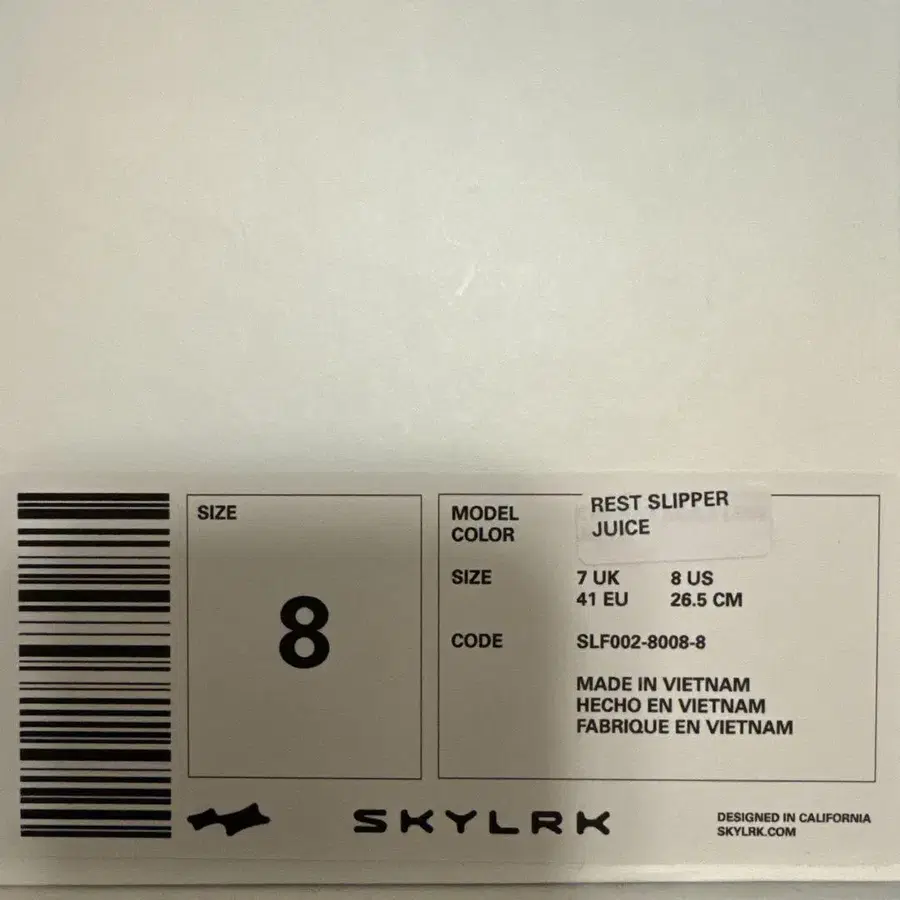 SIZE
8
MODEL REST SLIPPER
COLOR JUICE
SIZE 7 UK 8 US
41 EU 26.5 CM
CODE SLF002-8008-8
MADE IN VIETNAM
HECHO EN VIETNAM
FABRIQUE EN VIETNAM
SKYLRK
DESIGNED IN CALIFORNIA
SKYLRK.COM